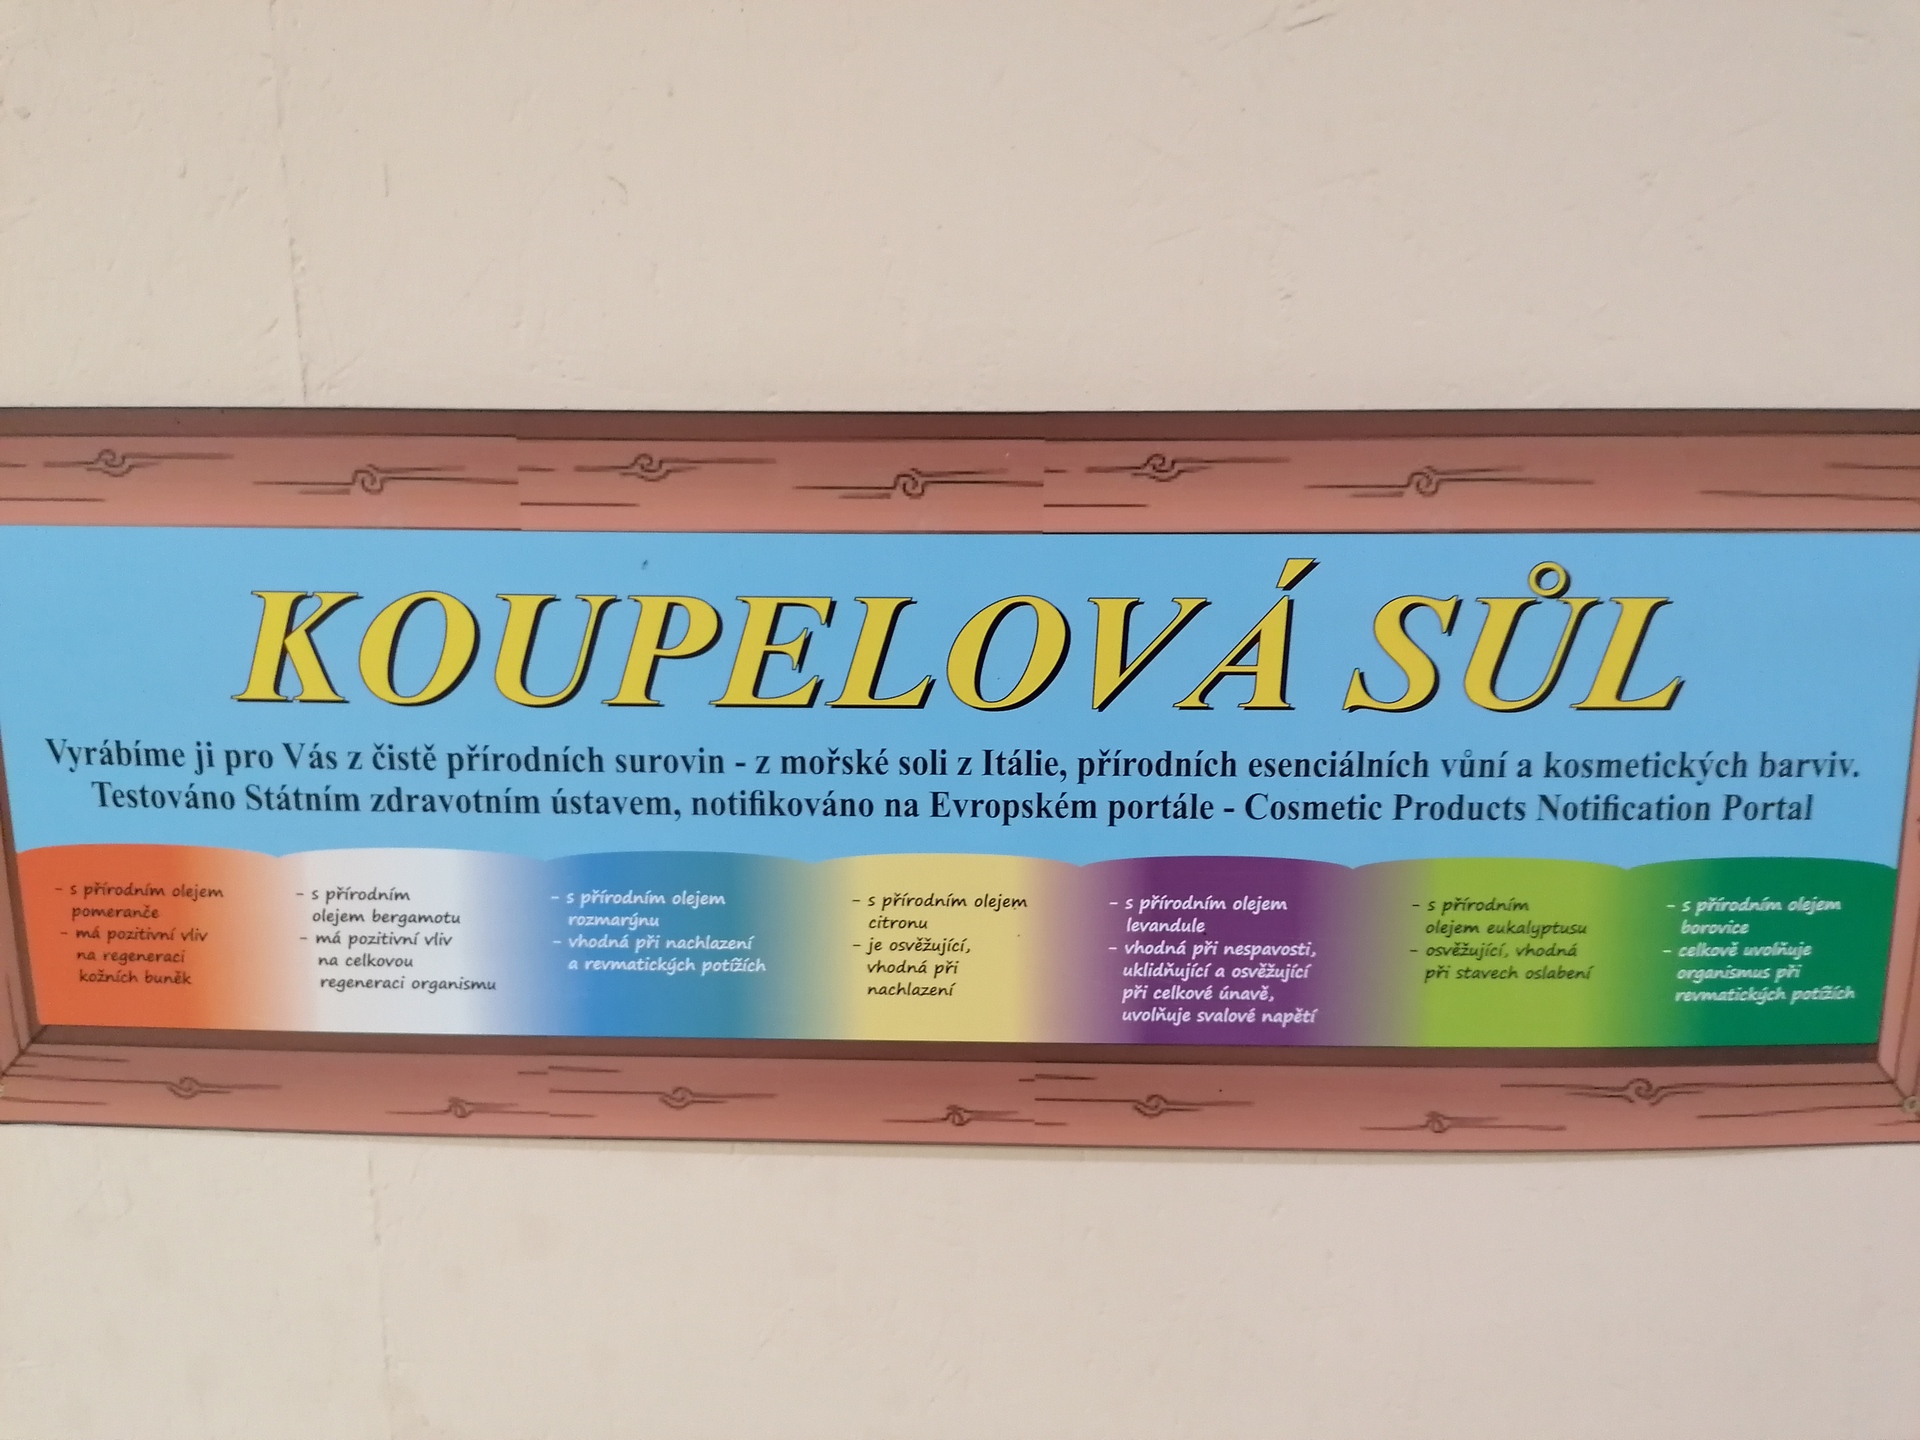 KOUPELOVÁ SŮL
Vyrábíme ji pro Vás z čistě přírodních surovin - z mořské soli z Itálie, přírodních esenciálních vůní a kosmetických barviv.
Testováno Státním zdravotním ústavem, notifikováno na Evropském portále - Cosmetic Products Notification Portal
- s přírodním olejem
pomeranče
- má pozitivní vliv
na regeneraci
kožních buněk
- s přírodním
olejem bergamotu
- má pozitivní vliv
na celkovou
regeneraci organismu
- s přírodním olejem
rozmarýnu
- vhodná při nachlazení
a revmatických potížích
- s přírodním olejem
citronu
- je osvěžující,
vhodná při
nachlazení
- s přírodním olejem
levandule
- vhodná při nespavosti,
uklidňující a osvěžující
při celkové únavě,
uvolňuje svalové napětí
- s přírodním
olejem eukalyptusu
- osvěžující, vhodná
při stavech oslabení
- s přírodním olejem
borovice
- celkově uvolňuje
organismus při
revmatických potížích